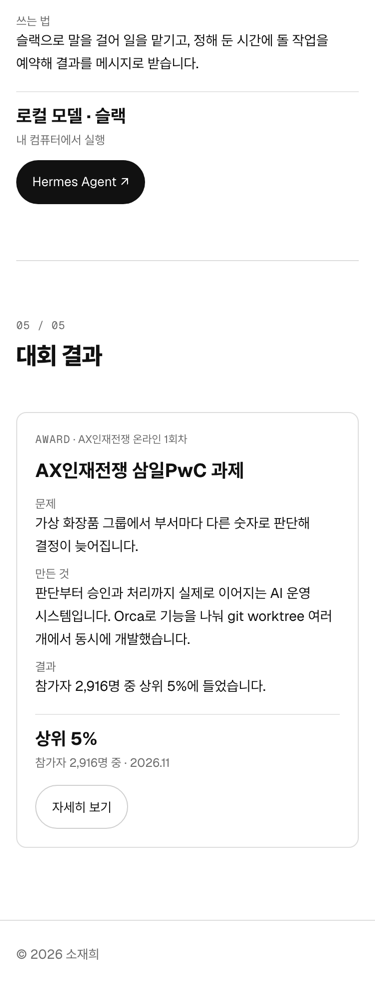 쓰는 법
슬랙으로 말을 걸어 일을 맡기고, 정해 둔 시간에 돌 작업을
예약해 결과를 메시지로 받습니다.
로컬 모델 · 슬랙
내 컴퓨터에서 실행
Hermes Agent ↗
05 / 05
대회 결과
AWARD · AX인재전쟁 온라인 1회차
AX인재전쟁 삼일PwC 과제
문제
가상 화장품 그룹에서 부서마다 다른 숫자로 판단해
결정이 늦어집니다.
만든 것
판단부터 승인과 처리까지 실제로 이어지는 AI 운영
시스템입니다. Orca로 기능을 나눠 git worktree 여러
개에서 동시에 개발했습니다.
결과
참가자 2,916명 중 상위 5%에 들었습니다.
상위 5%
참가자 2,916명 중 · 2026.11
자세히 보기
© 2026 소재희